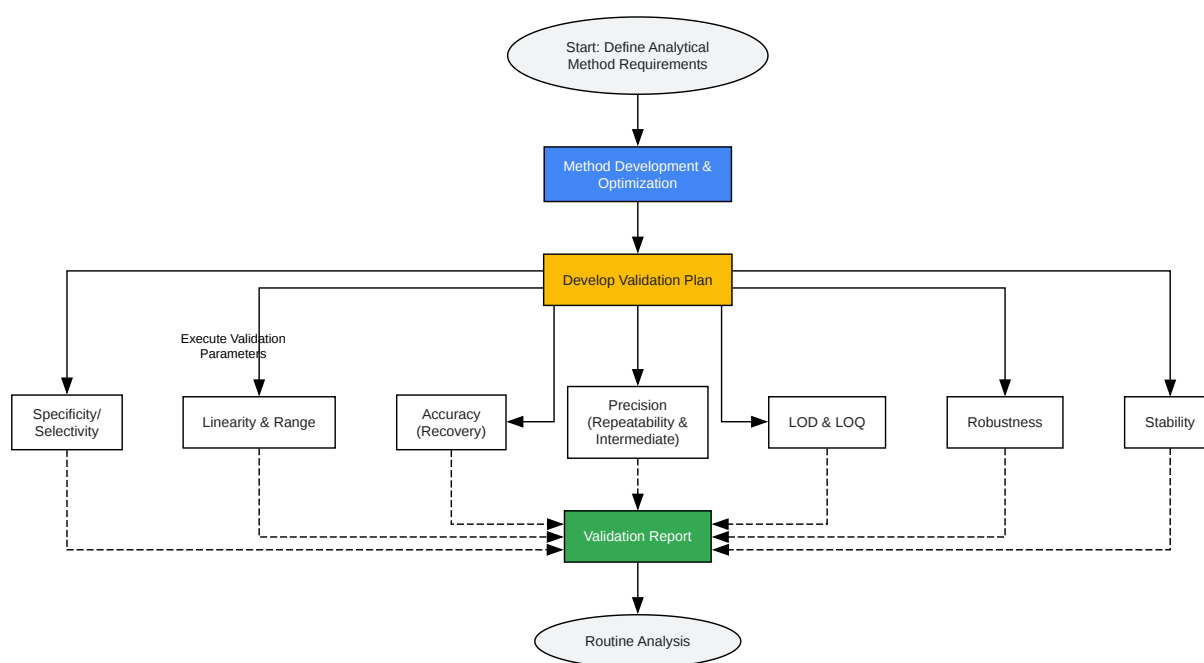 Start: Define Analytical
Method Requirements
Method Development &
Optimization
Develop Validation Plan
Execute Validation
Parameters
Specificity/
Selectivity
Linearity & Range
Accuracy
(Recovery)
Precision
(Repeatability &
Intermediate)
LOD & LOQ
Robustness
Stability
Validation Report
Routine Analysis